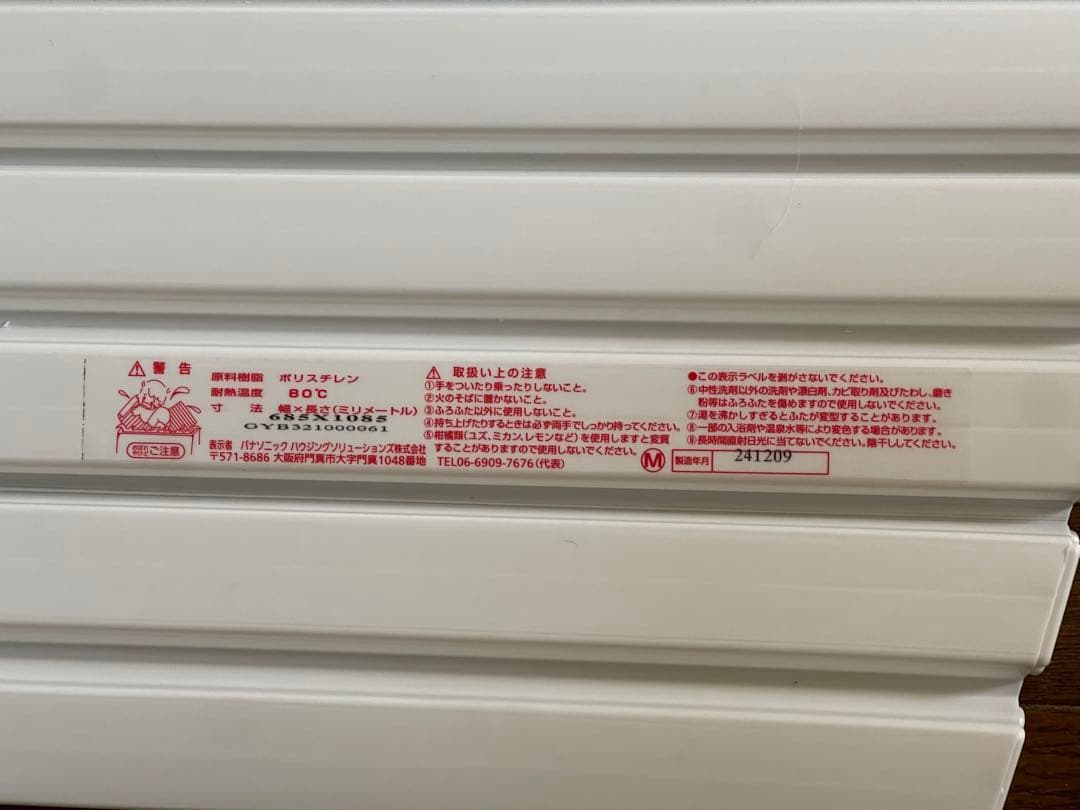 ⚠ 警告
ご注意
原料樹脂 ポリスチレン
耐熱温度 80℃
寸法 幅×長さ(ミリメートル)
685X1085
GYB321000061
表示者 パナソニック ハウジングソリューションズ株式会社
〒571-8686 大阪府門真市大字門真1048番地 TEL06-6909-7676(代表)
⚠ 取扱い上の注意
①手をついたり乗ったりしないこと。
②火のそばに置かないこと。
③ふろふた以外に使用しないこと。
④持ち上げたりするときは必ず両手でしっかり持ってください。
⑤柑橘類(ユズ、ミカン、レモンなど)を使用しますと変質
することがありますので使用しないでください。
●この表示ラベルを剥がさないでください。
⑥中性洗剤以外の洗剤や漂白剤、カビ取り剤及びたわし、磨き
粉等はふろふたを傷めますので使用しないでください。
⑦湯を沸かしすぎるとふたが変型することがあります。
⑧一部の入浴剤や温泉水等により変色する場合があります。
⑨長時間直射日光に当てないでください。陰干ししてください。
M 製造年月 241209